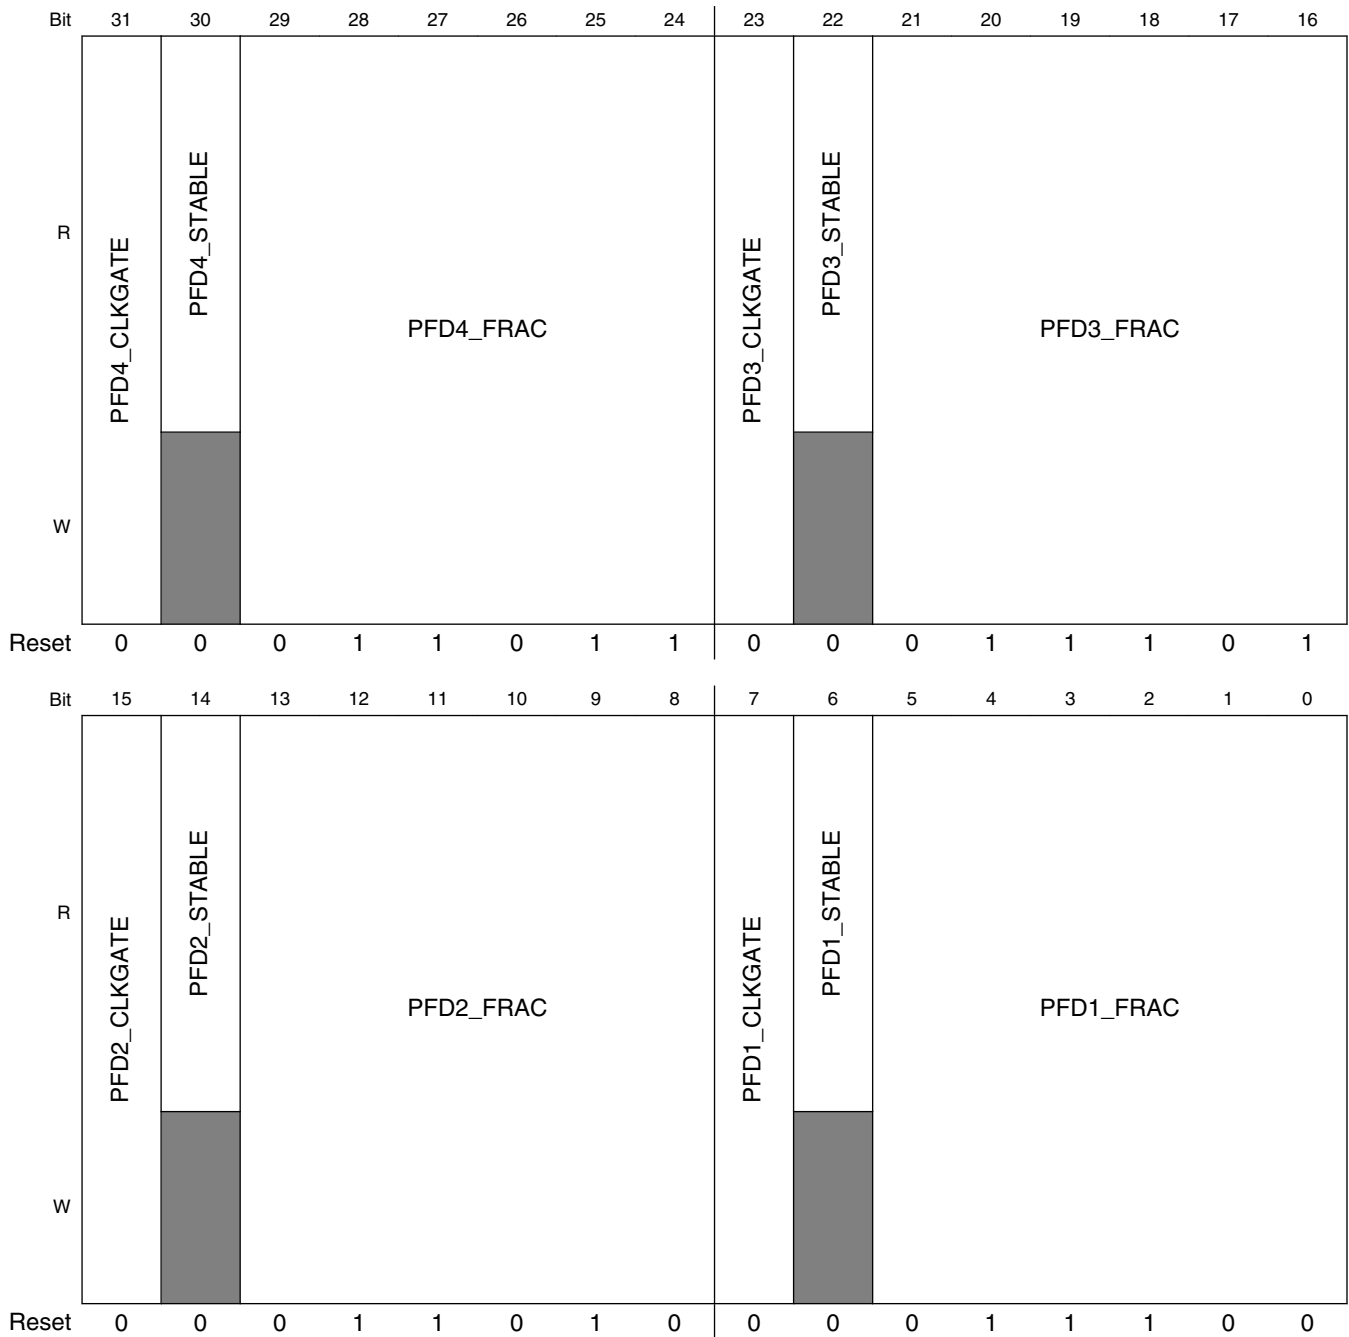 Bit 31 30 29 28 27 26 25 24 23 22 21 20 19 18 17 16
R
W
PFD4_CLKGATE
PFD4_STABLE
PFD4_FRAC
PFD3_CLKGATE
PFD3_STABLE
PFD3_FRAC
Reset 0 0 0 1 1 0 1 1 0 0 0 1 1 1 0 1
Bit 15 14 13 12 11 10 9 8 7 6 5 4 3 2 1 0
R
W
PFD2_CLKGATE
PFD2_STABLE
PFD2_FRAC
PFD1_CLKGATE
PFD1_STABLE
PFD1_FRAC
Reset 0 0 0 1 1 0 1 0 0 0 0 1 1 1 0 0